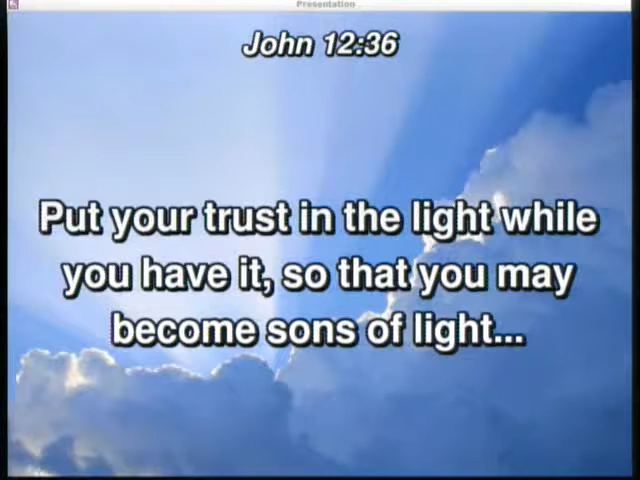 Presentation
John 12:36
Put your trust in the light while
you have it, so that you may
become sons of light...